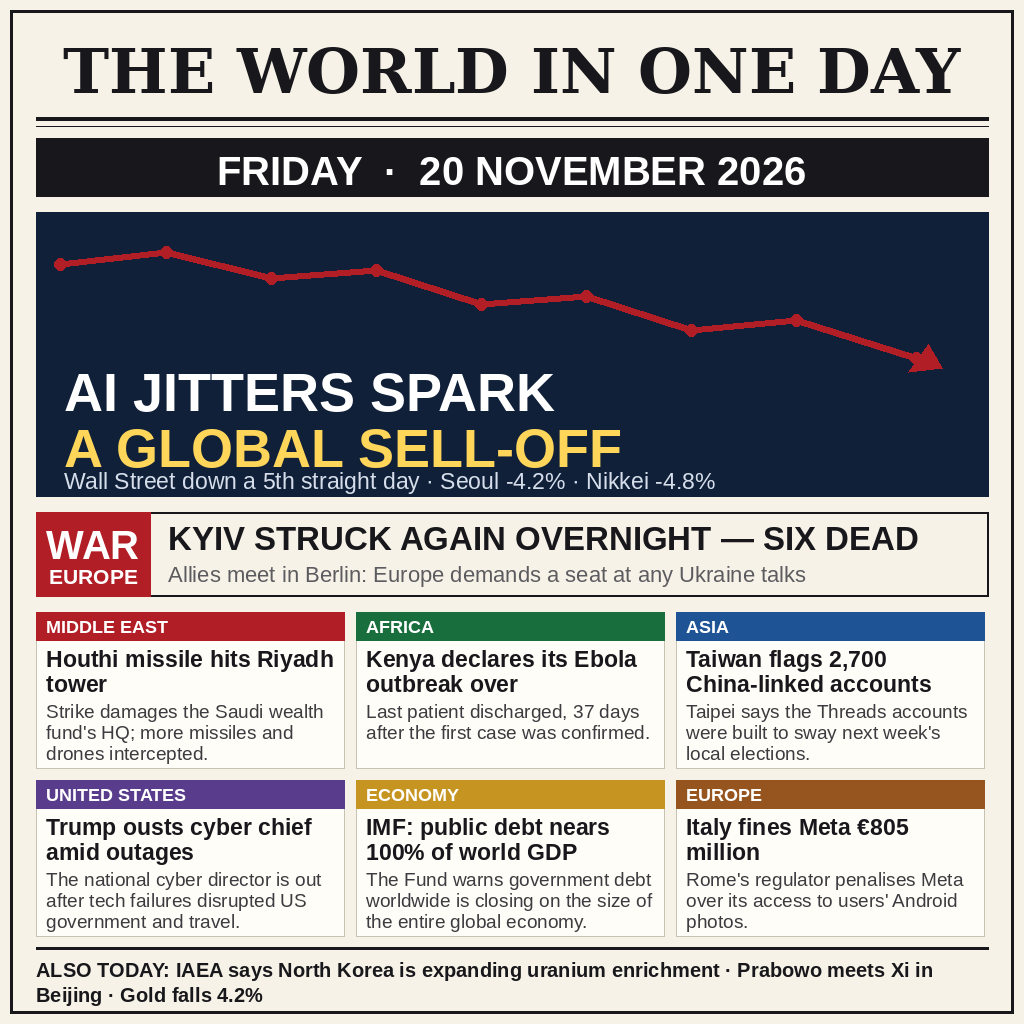 THE WORLD IN ONE DAY
FRIDAY · 20 NOVEMBER 2026
AI JITTERS SPARK
A GLOBAL SELL-OFF
Wall Street down a 5th straight day · Seoul -4.2% · Nikkei -4.8%
WAR
EUROPE
KYIV STRUCK AGAIN OVERNIGHT — SIX DEAD
Allies meet in Berlin: Europe demands a seat at any Ukraine talks
MIDDLE EAST
Houthi missile hits Riyadh
tower
Strike damages the Saudi wealth
fund's HQ; more missiles and
drones intercepted.
AFRICA
Kenya declares its Ebola
outbreak over
Last patient discharged, 37 days
after the first case was confirmed.
ASIA
Taiwan flags 2,700
China-linked accounts
Taipei says the Threads accounts
were built to sway next week's
local elections.
UNITED STATES
Trump ousts cyber chief
amid outages
The national cyber director is out
after tech failures disrupted US
government and travel.
ECONOMY
IMF: public debt nears
100% of world GDP
The Fund warns government debt
worldwide is closing on the size of
the entire global economy.
EUROPE
Italy fines Meta €805
million
Rome's regulator penalises Meta
over its access to users' Android
photos.
ALSO TODAY: IAEA says North Korea is expanding uranium enrichment · Prabowo meets Xi in
Beijing · Gold falls 4.2%